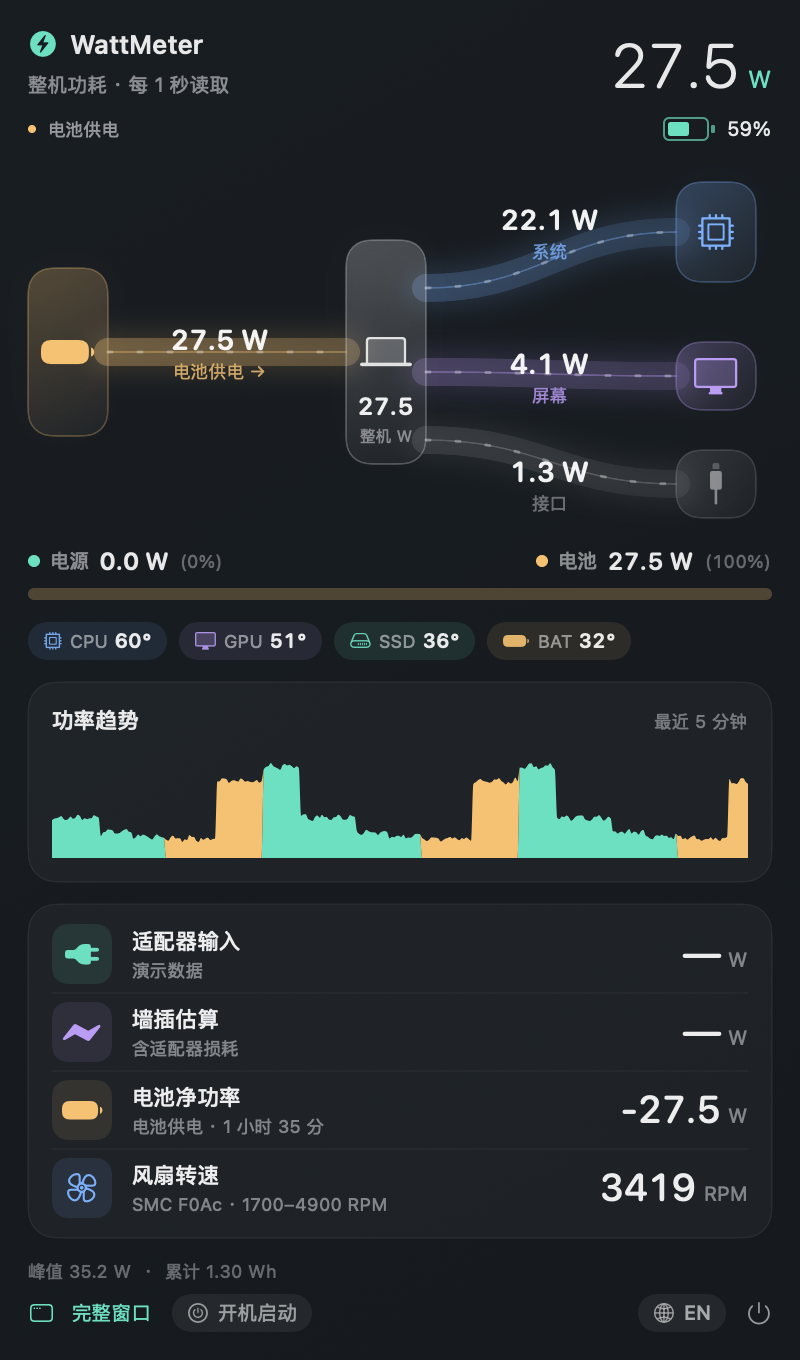 WattMeter
27.5 W
整机功耗 · 每 1 秒读取
电池供电
59%
22.1 W
系统
27.5 W
电池供电 →
4.1 W
屏幕
27.5
整机 W
1.3 W
接口
电源 0.0 W (0%)
电池 27.5 W (100%)
CPU 60° GPU 51° SSD 36° BAT 32°
功率趋势
最近 5 分钟
适配器输入
演示数据
— W
墙插估算
含适配器损耗
— W
电池净功率
电池供电 · 1 小时 35 分
-27.5 W
风扇转速
SMC F0Ac · 1700–4900 RPM
3419 RPM
峰值 35.2 W · 累计 1.30 Wh
完整窗口 开机启动 EN